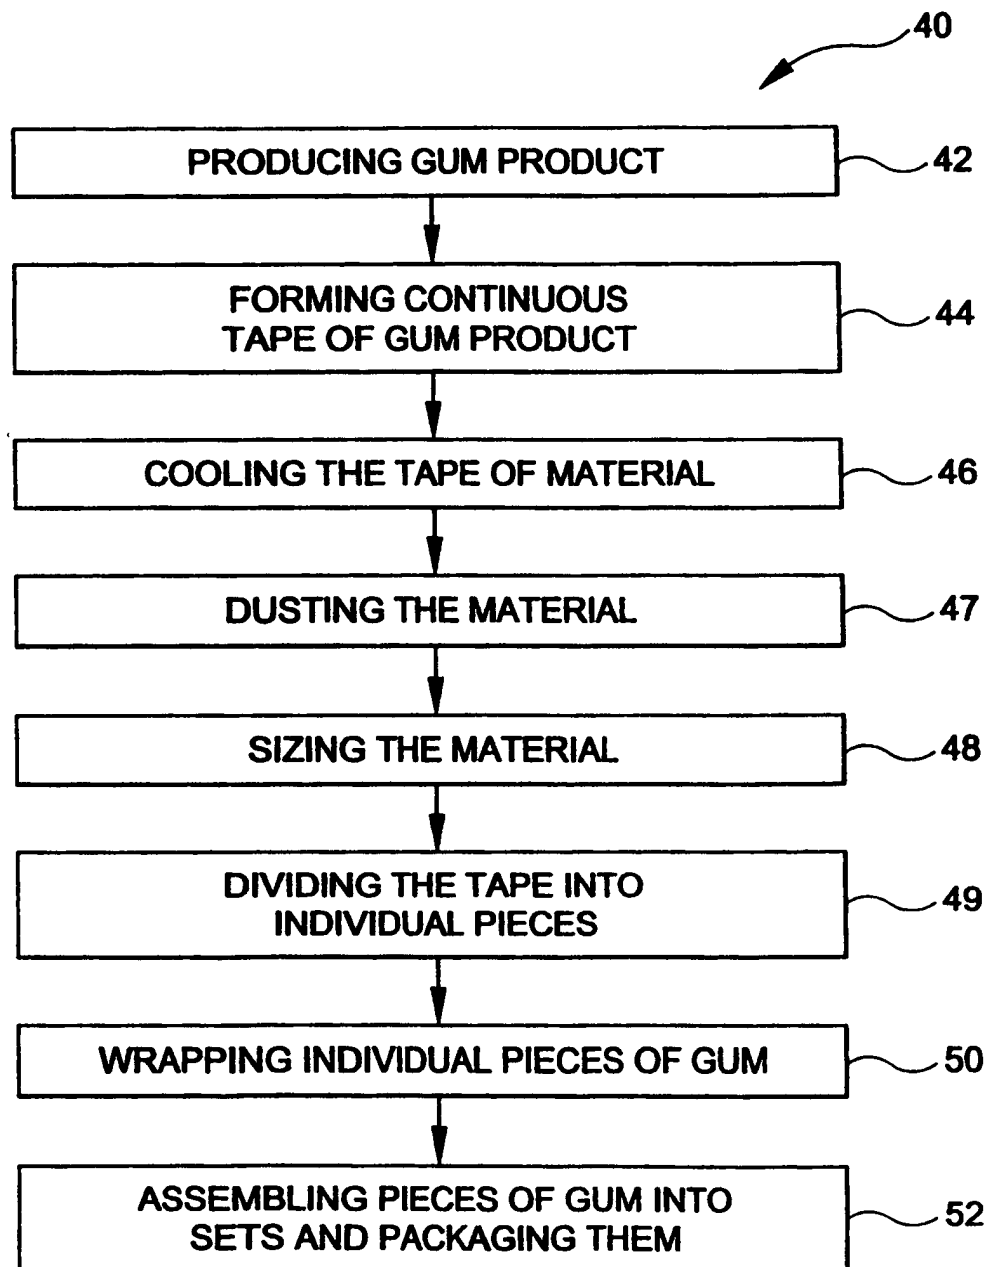 40
PRODUCING GUM PRODUCT
42
FORMING CONTINUOUS
TAPE OF GUM PRODUCT
44
COOLING THE TAPE OF MATERIAL
46
DUSTING THE MATERIAL
47
SIZING THE MATERIAL
48
DIVIDING THE TAPE INTO
INDIVIDUAL PIECES
49
WRAPPING INDIVIDUAL PIECES OF GUM
50
ASSEMBLING PIECES OF GUM INTO
SETS AND PACKAGING THEM
52